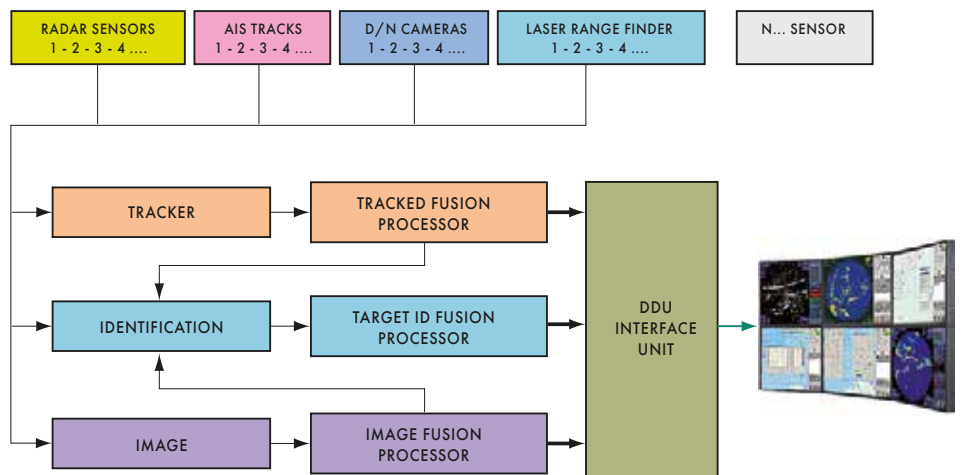 RADAR SENSORS
1 - 2 - 3 - 4 ....
AIS TRACKS
1 - 2 - 3 - 4 ....
D/N CAMERAS
1 - 2 - 3 - 4 ....
LASER RANGE FINDER
1 - 2 - 3 - 4 ....
N... SENSOR
TRACKER
TRACKED FUSION
PROCESSOR
IDENTIFICATION
TARGET ID FUSION
PROCESSOR
DDU
INTERFACE
UNIT
IMAGE
IMAGE FUSION
PROCESSOR